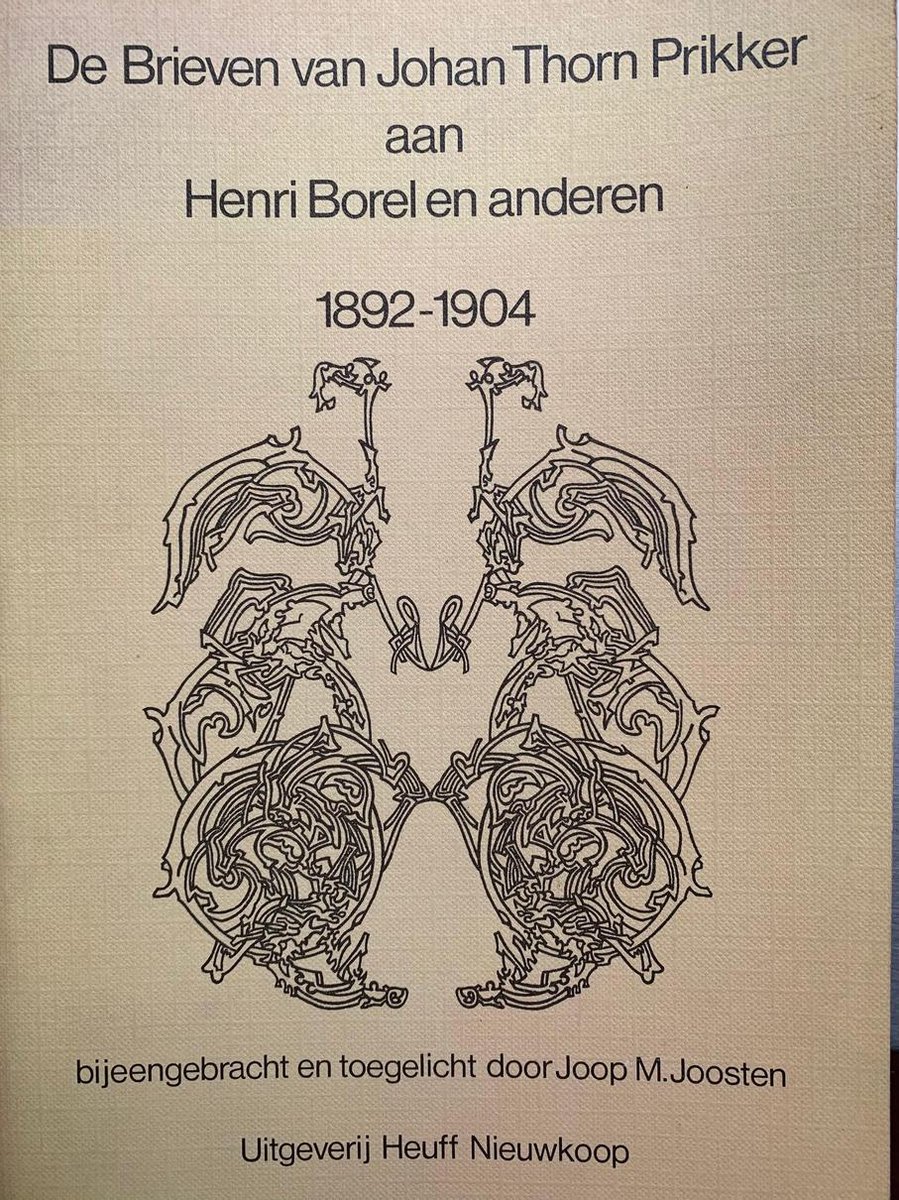 De Brieven van Johan Thorn Prikker
aan
Henri Borel en anderen
1892-1904
bijeengebracht en toegelicht door Joop M. Joosten
Uitgeverij Heuff Nieuwkoop